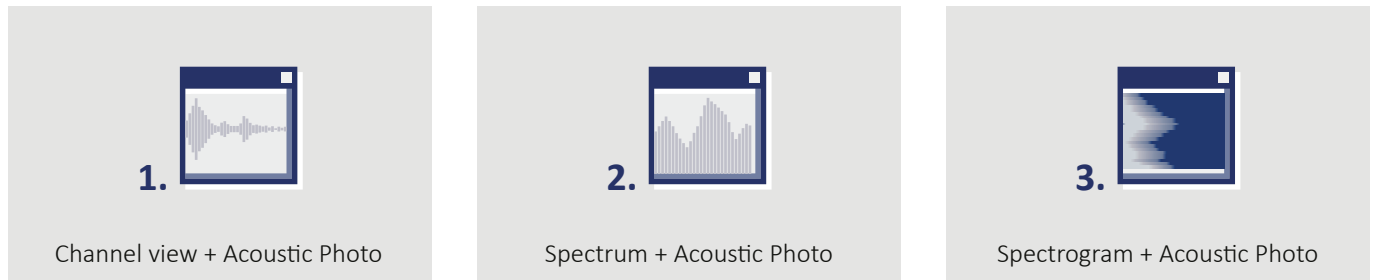 1.
Channel view + Acoustic Photo
2.
Spectrum + Acoustic Photo
3.
Spectrogram + Acoustic Photo